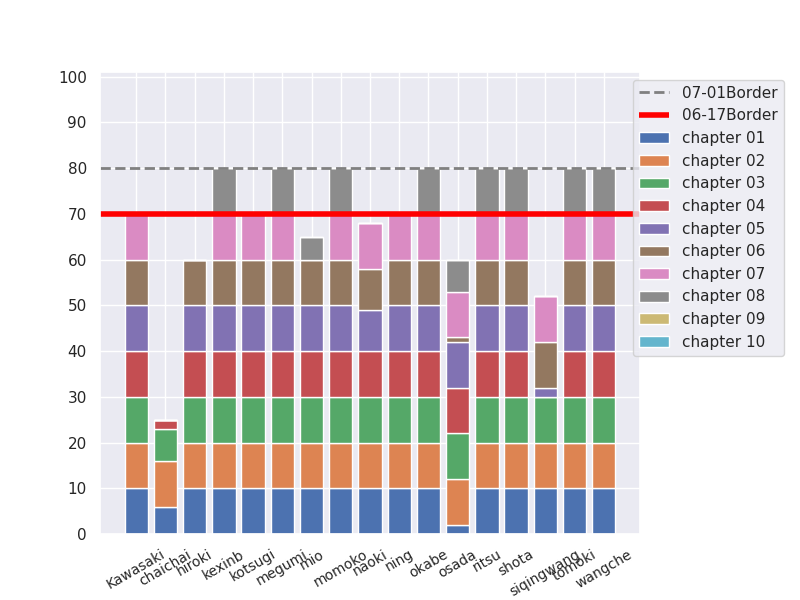 100
90
80
70
60
50
40
30
20
10
0
07-01Border
06-17Border
chapter 01
chapter 02
chapter 03
chapter 04
chapter 05
chapter 06
chapter 07
chapter 08
chapter 09
chapter 10
Kawasaki
chaichai
hiroki
kexinb
kotsugi
megumi
mio
momoko
naoki
ning
okabe
osada
ritsu
shota
siqingwang
tomoki
wangche